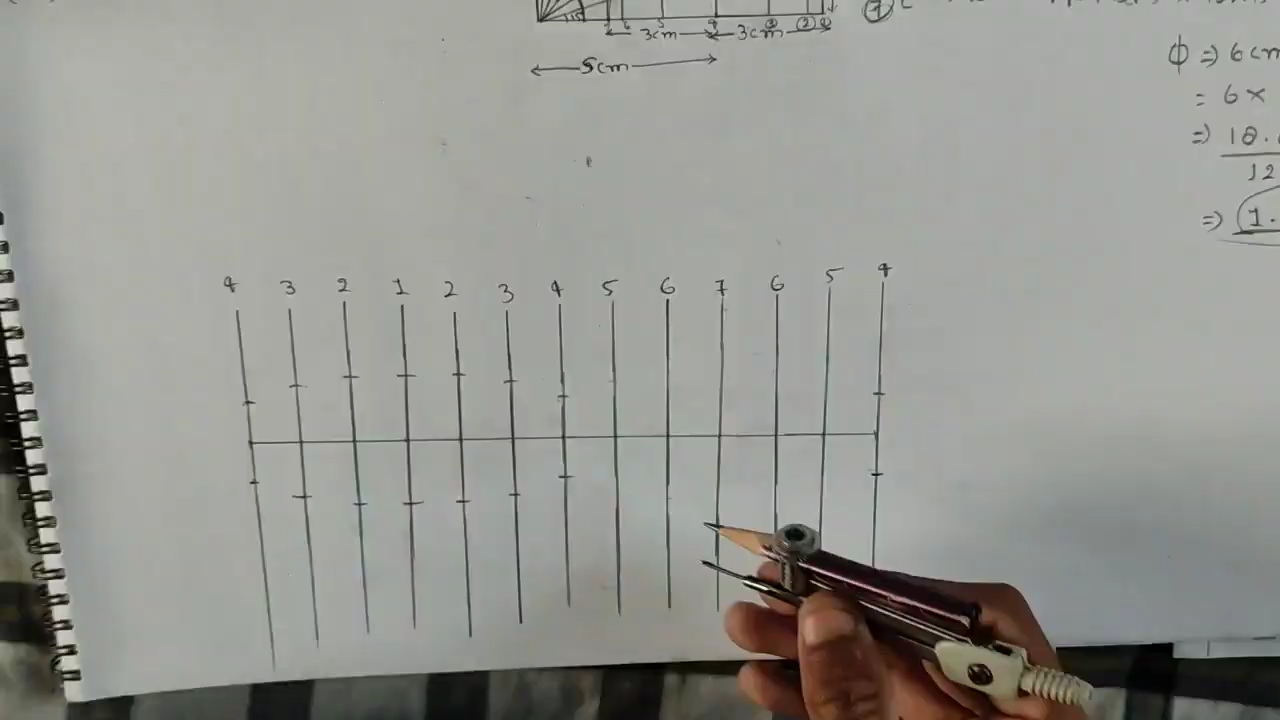 3cm 3cm
5cm
ϕ ⇒ 6cm
= 6×
⇒ 18.
12
⇒ 1.
4 3 2 1 2 3 4 5 6 7 6 5 4